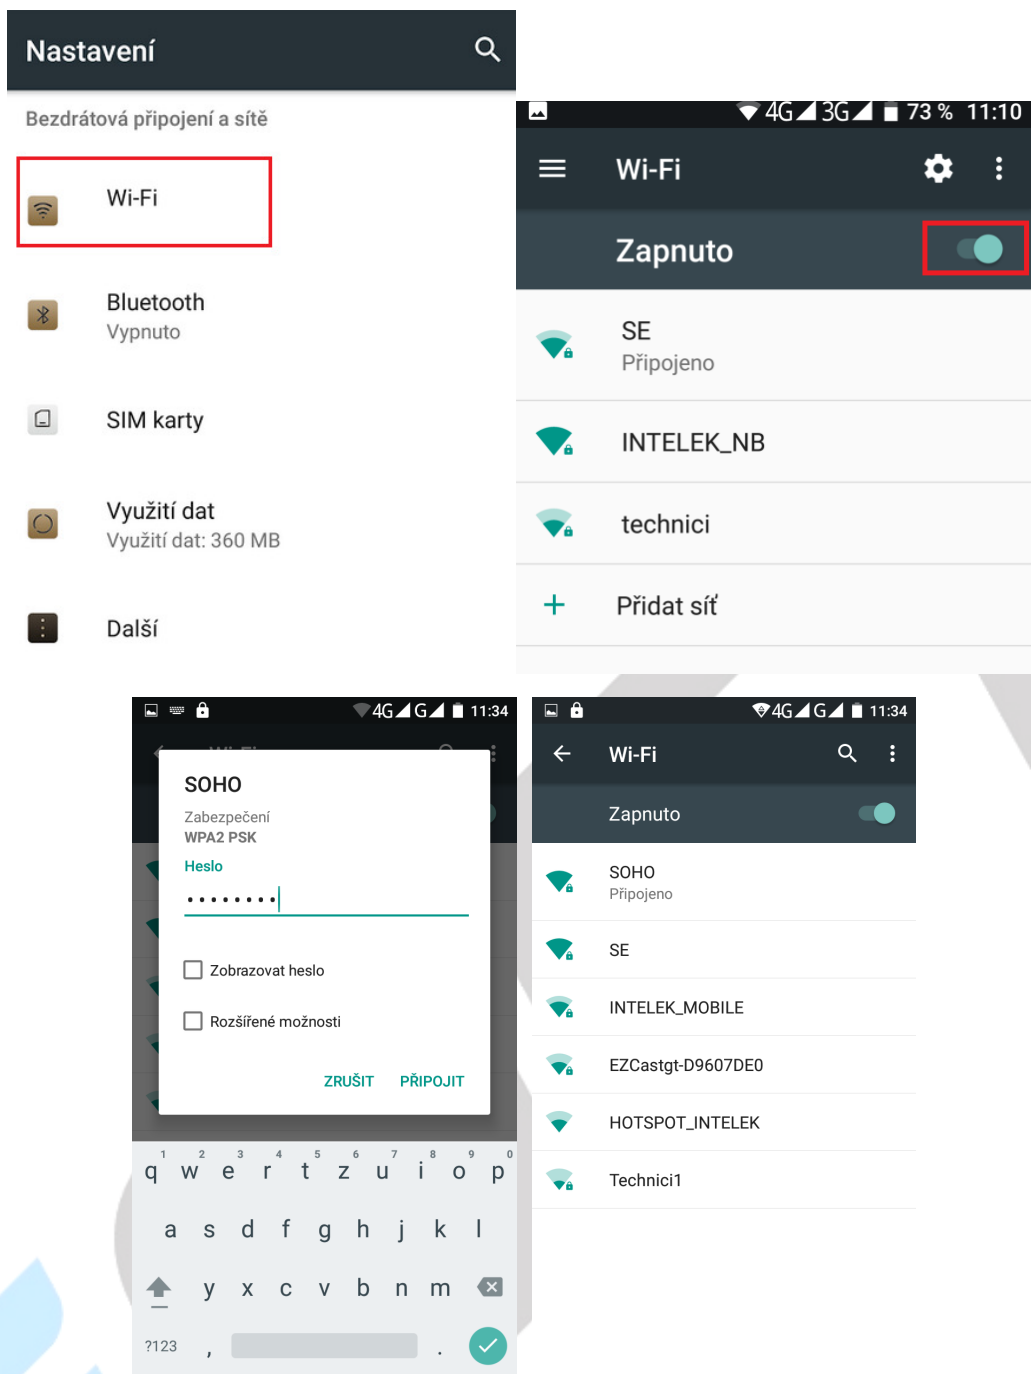 Nastavení
Bezdrátová připojení a sítě
Wi-Fi
Bluetooth
Vypnuto
SIM karty
Využití dat
Využití dat: 360 MB
Další
4G 3G 73 % 11:10
Wi-Fi
Zapnuto
SE
Připojeno
INTELEK_NB
technici
Přidat síť
4G G 11:34
SOHO
Zabezpečení
WPA2 PSK
Heslo
Zobrazovat heslo
Rozšířené možnosti
ZRUŠIT PŘIPOJIT
1 2 3 4 5 6 7 8 9 0
q w e r t z u i o p
a s d f g h j k l
y x c v b n m
?123 , .
4G G 11:34
Wi-Fi
Zapnuto
SOHO
Připojeno
SE
INTELEK_MOBILE
EZCastgt-D9607DE0
HOTSPOT_INTELEK
Technici1